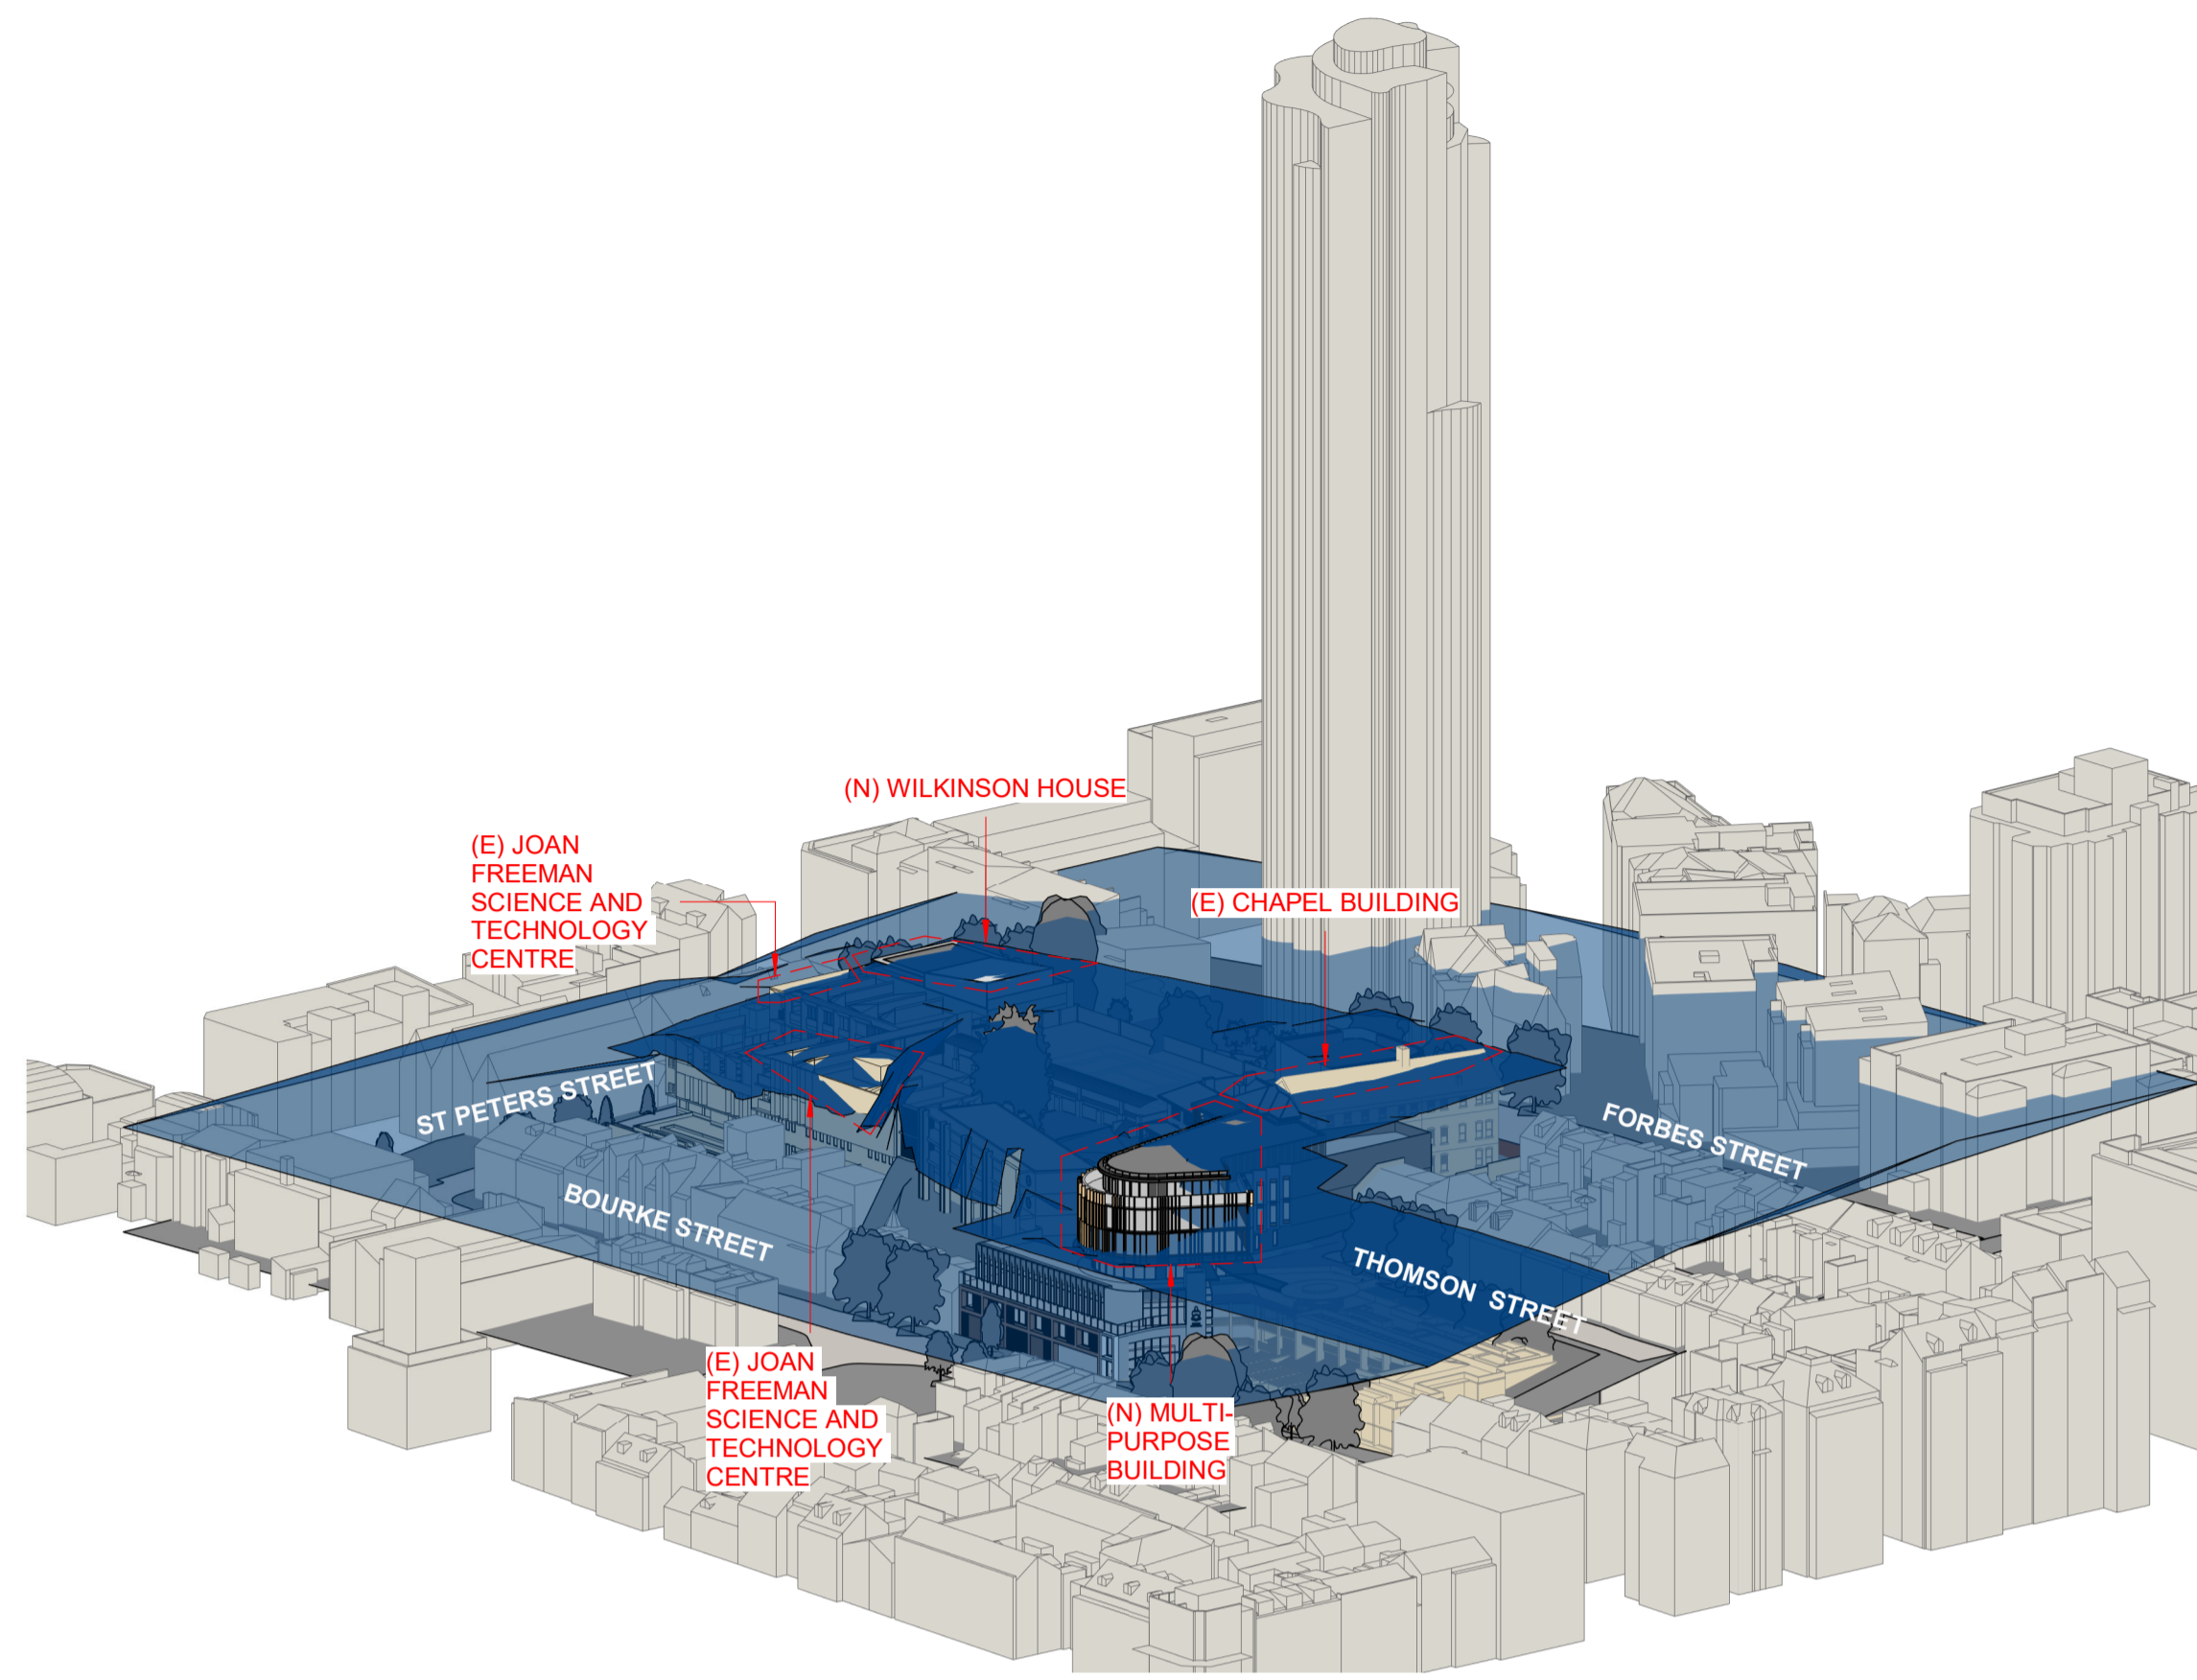 (N) WILKINSON HOUSE
(E) JOAN
FREEMAN
SCIENCE AND
TECHNOLOGY
CENTRE
(E) CHAPEL BUILDING
ST PETERS STREET
FORBES STREET
BOURKE STREET
THOMSON STREET
(E) JOAN
FREEMAN
SCIENCE AND
TECHNOLOGY
CENTRE
(N) MULTI-
PURPOSE
BUILDING